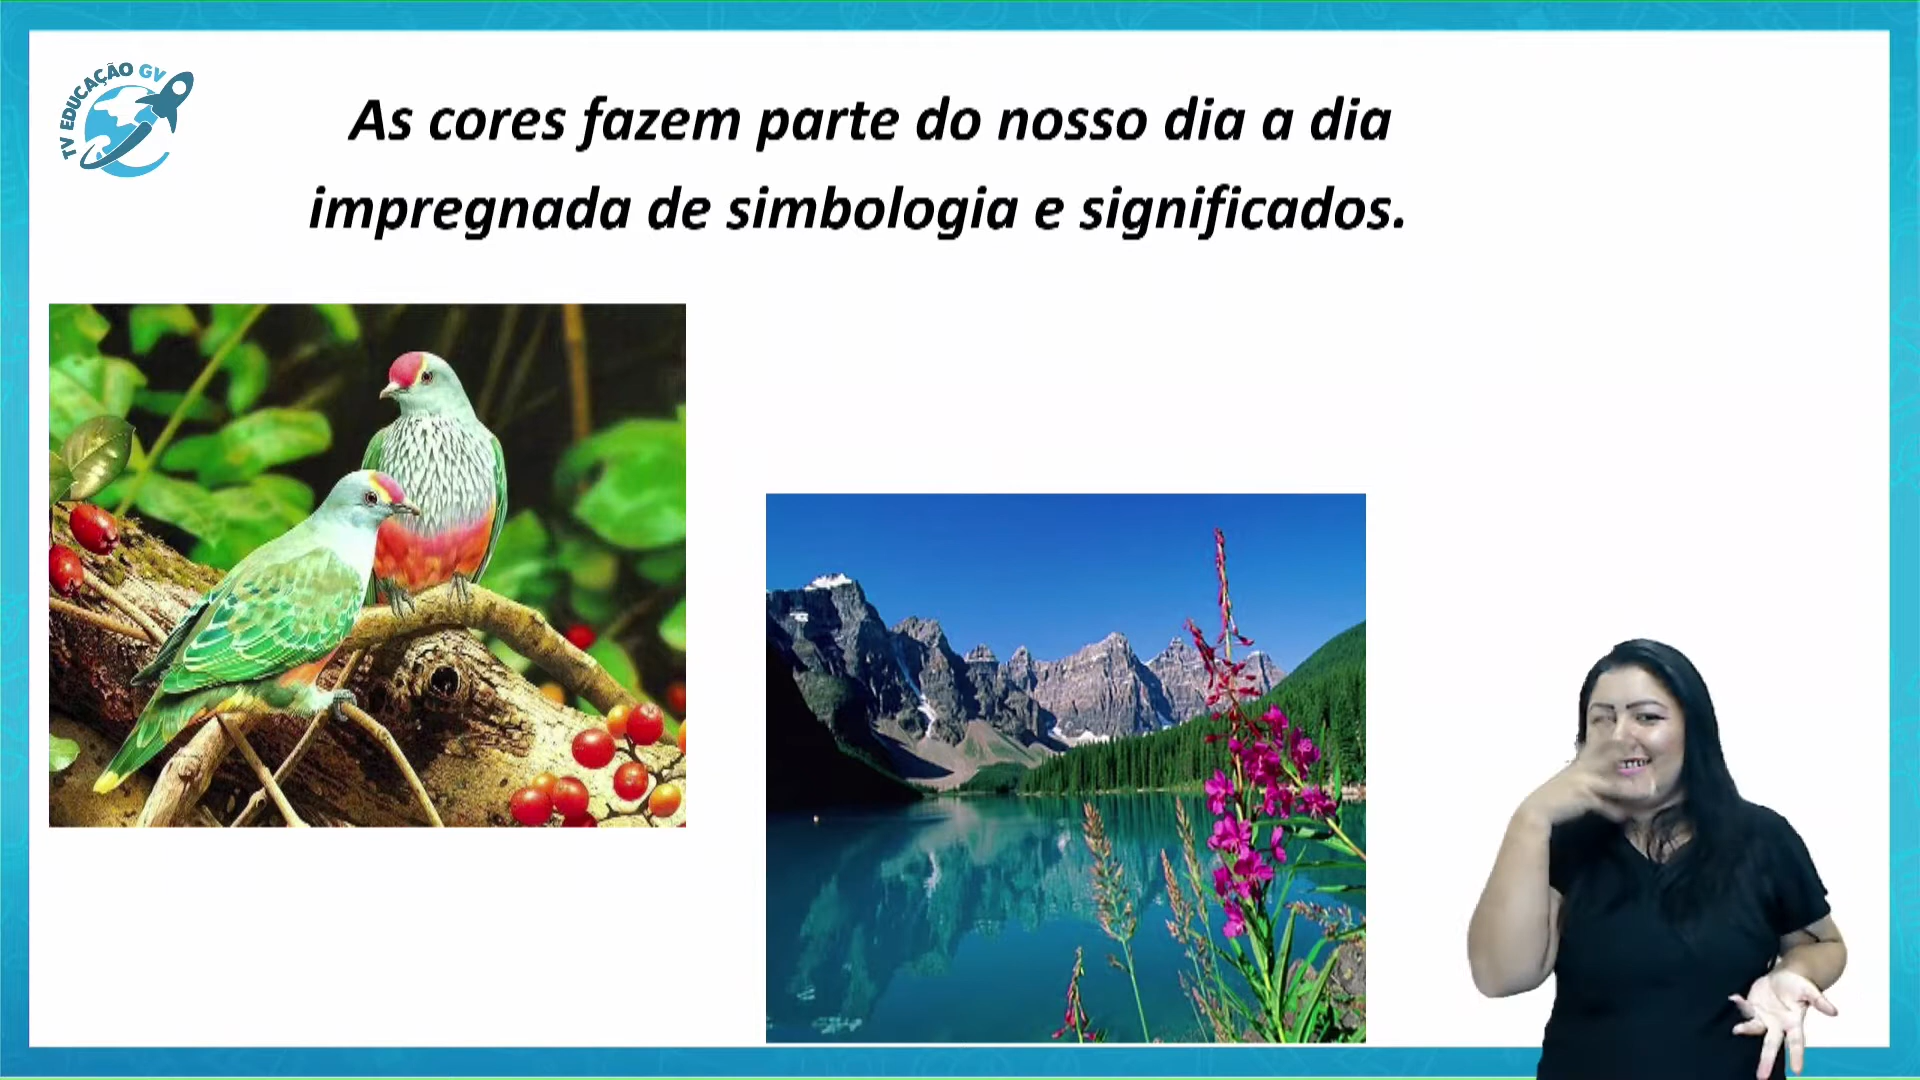 TV EDUCAÇÃO GV
As cores fazem parte do nosso dia a dia
impregnada de simbologia e significados.